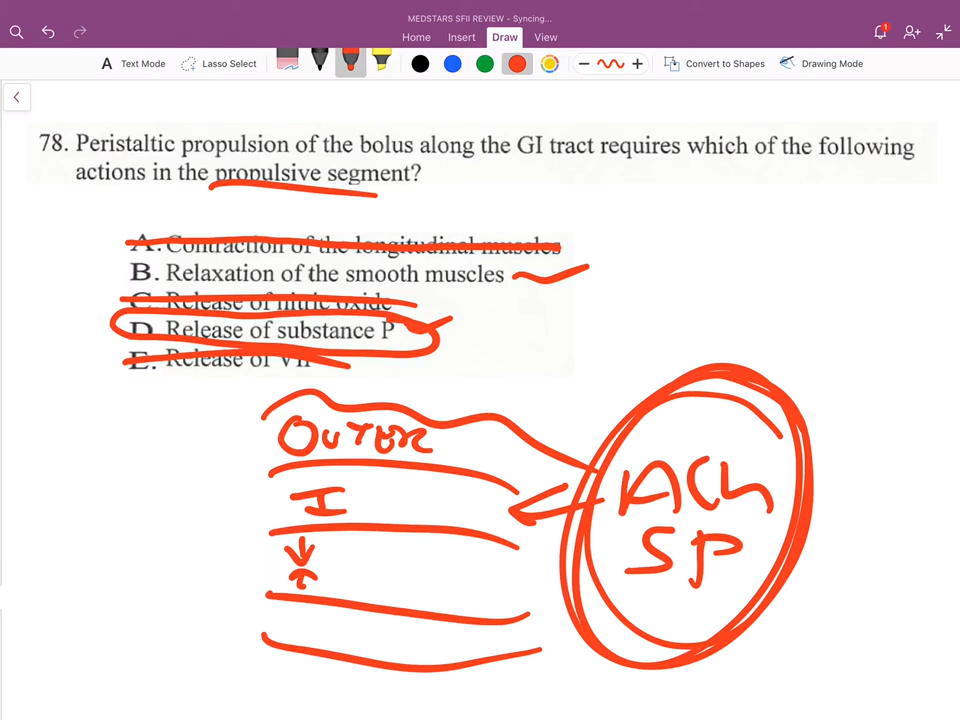 MEDSTARS SFII REVIEW - Syncing...
Home Insert Draw View
1
A Text Mode Lasso Select Convert to Shapes Drawing Mode
78. Peristaltic propulsion of the bolus along the GI tract requires which of the following
actions in the propulsive segment?
A. Contraction of the longitudinal muscles
B. Relaxation of the smooth muscles
C. Release of nitric oxide
D. Release of substance P
E. Release of VIP
OUTER
I
ACh
SP